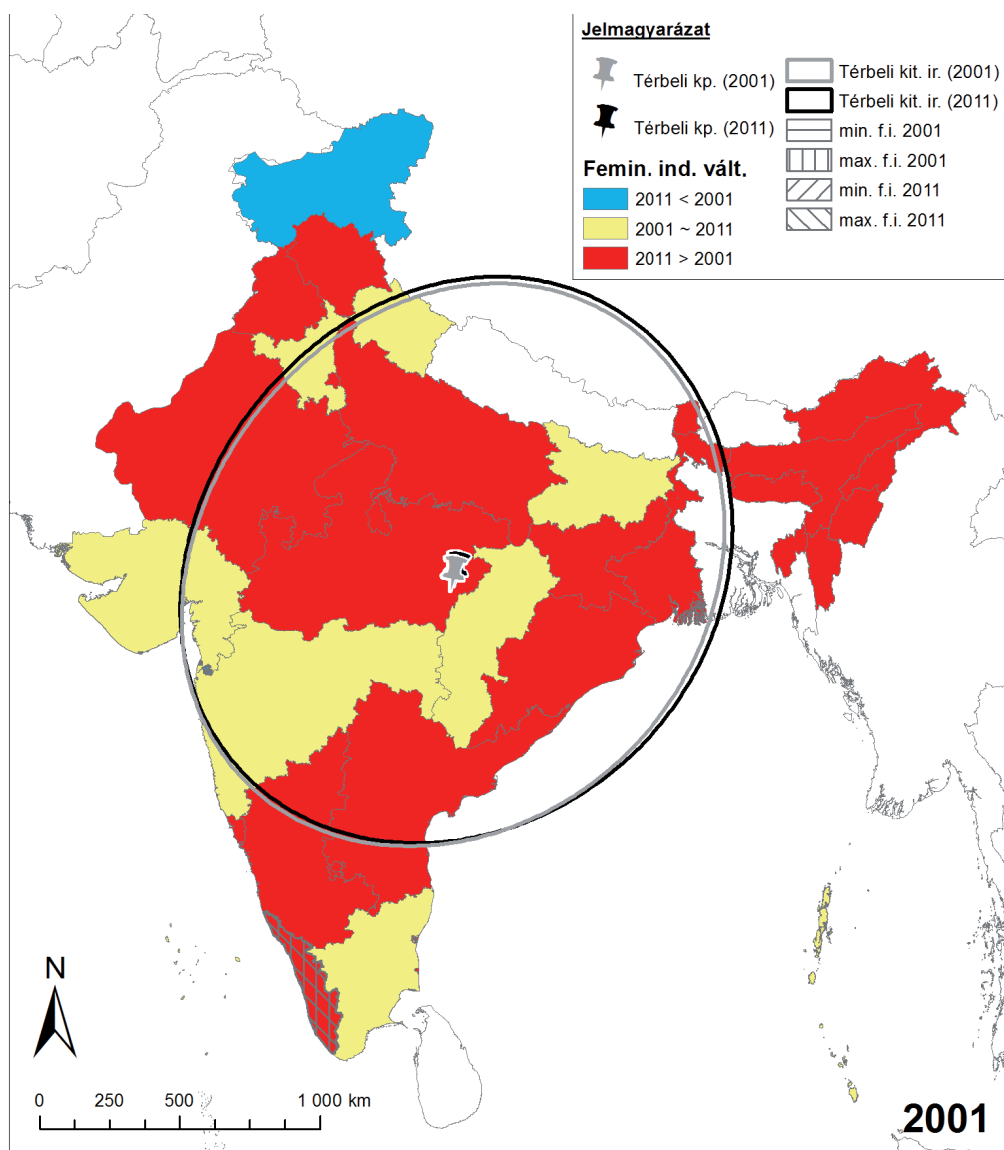 Jelmagyarázat
Térbeli kp. (2001)
Térbeli kp. (2011)
Femin. ind. vált.
2011 < 2001
2001 ~ 2011
2011 > 2001
Térbeli kit. ir. (2001)
Térbeli kit. ir. (2011)
min. f.i. 2001
max. f.i. 2001
min. f.i. 2011
max. f.i. 2011
N
0 250 500 1 000 km
2001